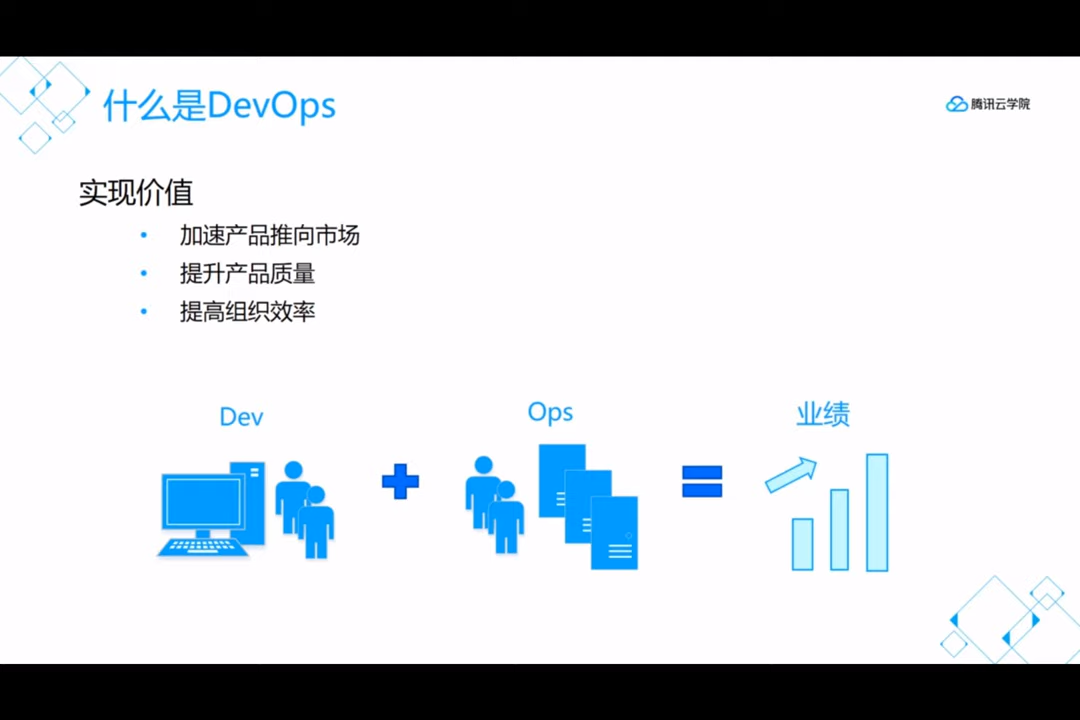 什么是DevOps
腾讯云学院
实现价值
• 加速产品推向市场
• 提升产品质量
• 提高组织效率
Dev
Ops
业绩